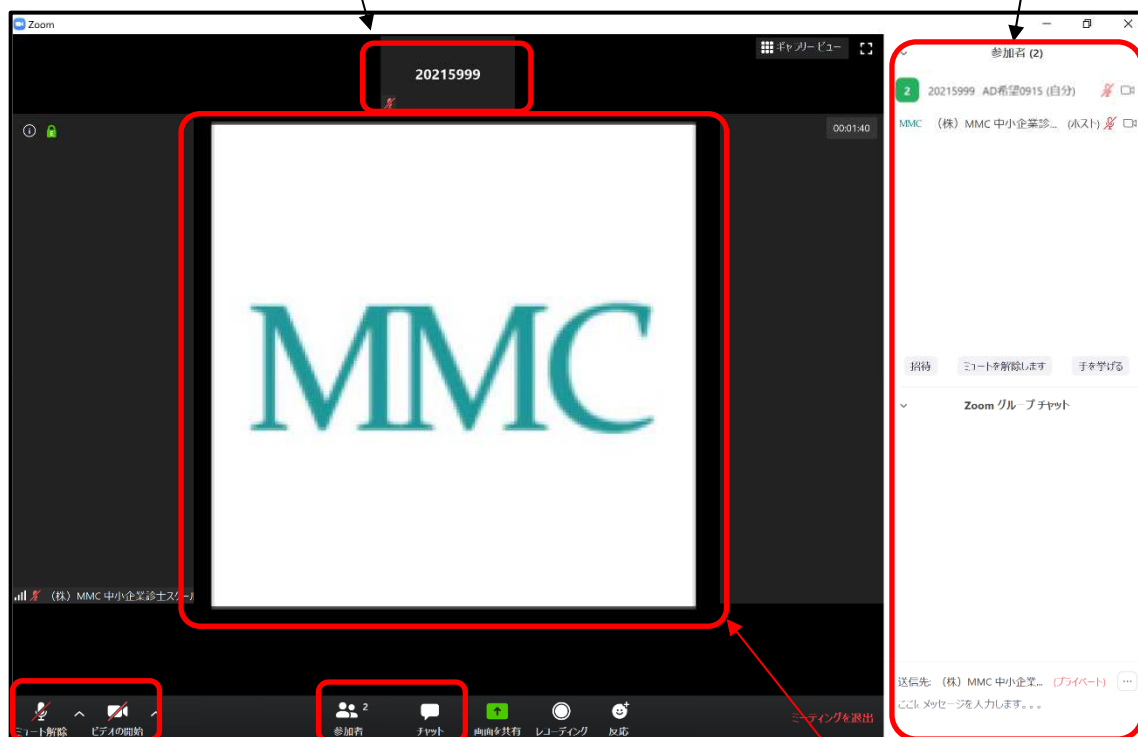 Zoom
20215999
ギャラリービュー
00:01:40
MMC
(株) MMC 中小企業診士スクール
ミュート解除
ビデオの開始
参加者
2
チャット
画面を共有
レコーディング
反応
ミーティングを退出
参加者 (2)
2 20215999 AD希望0915 (自分)
MMC (株) MMC 中小企業診... (ホスト)
招待 ミュートを解除します 手を挙げる
Zoom グループ チャット
送信先: (株) MMC 中小企業... (プライベート) ...
ここに メッセージを入力します。。。